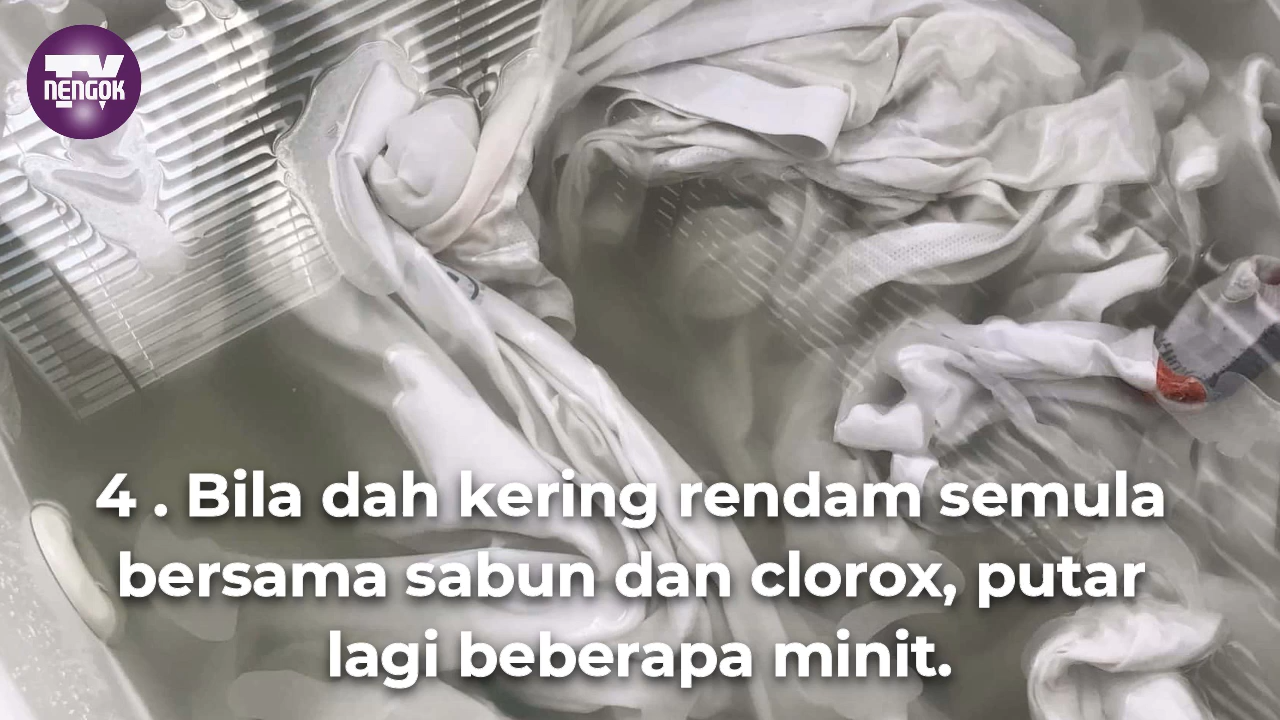 TV
NENGOK
4 . Bila dah kering rendam semula
bersama sabun dan clorox, putar
lagi beberapa minit.